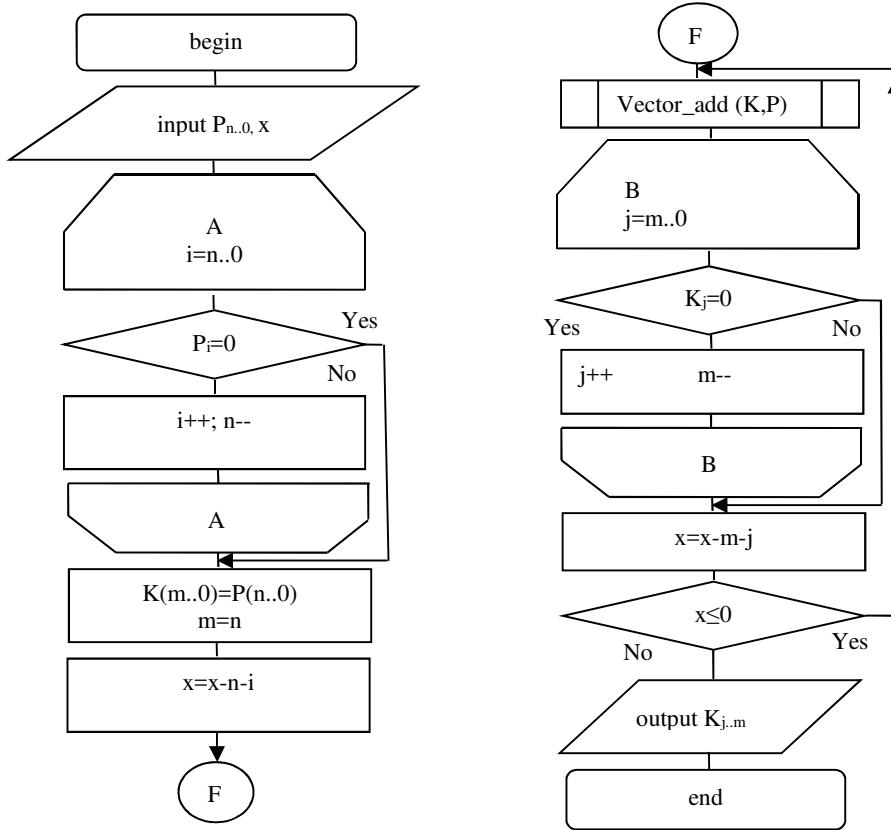 begin
input Pn..0, x
A
i=n..0
Yes
Pi=0
No
i++; n--
A
K(m..0)=P(n..0)
m=n
x=x-n-i
F
F
Vector_add (K,P)
B
j=m..0
Kj=0
Yes
No
j++ m--
B
x=x-m-j
x≤0
No
Yes
output Kj..m
end